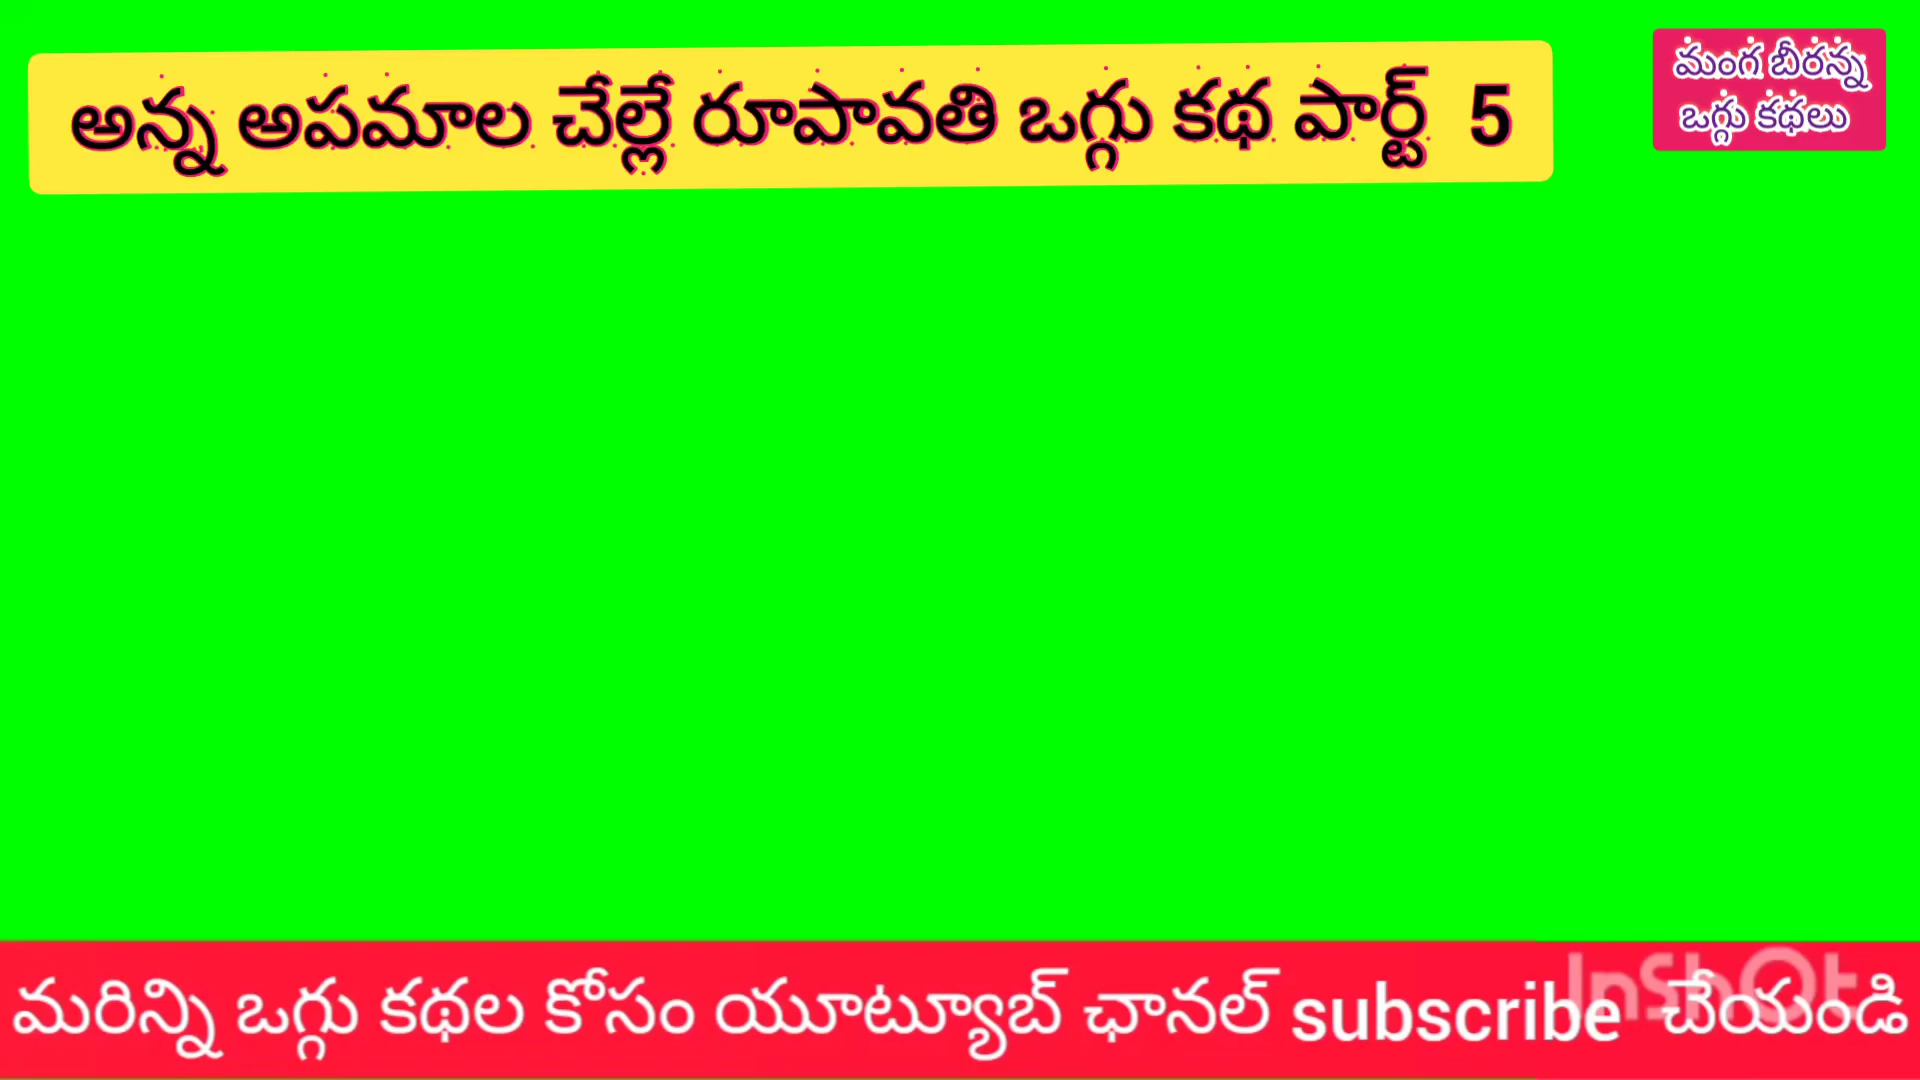 అన్న అపమాల చేల్లే రూపావతి ఒగ్గు కథ పార్ట్ 5
మంగ బీరన్న
ఒగ్గు కథలు
మరిన్ని ఒగ్గు కథల కోసం యూట్యూబ్ ఛానల్ subscribe చేయండి
InShOt